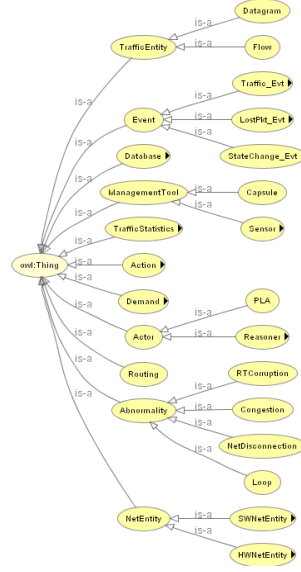 Datagram
is-a
TrafficEntity
is-a
Flow
is-a
Traffic_Evt
is-a
Event
is-a
LostPkt_Evt
is-a
is-a
StateChange_Evt
is-a
Database
is-a
ManagementTool
is-a
Capsule
is-a
is-a
Sensor
TrafficStatistics
is-a
owl:Thing
is-a
Action
is-a
Demand
is-a
PLA
is-a
Actor
is-a
Reasoner
is-a
Routing
RTCorruption
is-a
is-a
Abnormality
is-a
Congestion
is-a
is-a
NetDisconnection
is-a
Loop
NetEntity
is-a
SWNetEntity
is-a
HWNetEntity